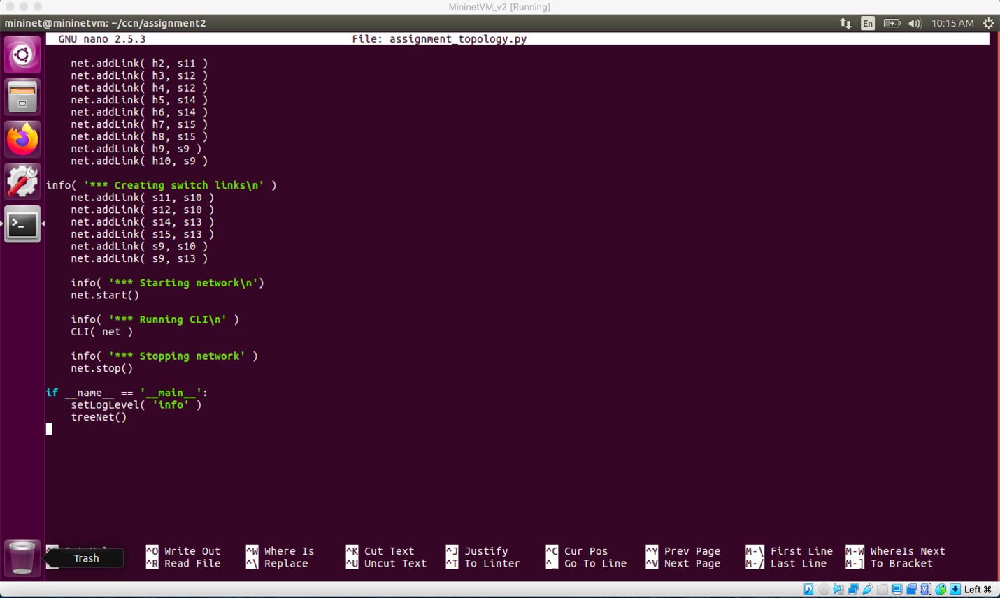 MininetVM_v2 [Running]
mininet@mininetvm: ~/ccn/assignment2
En
10:15 AM
GNU nano 2.5.3 File: assignment_topology.py
net.addLink( h2, s11 )
net.addLink( h3, s12 )
net.addLink( h4, s12 )
net.addLink( h5, s14 )
net.addLink( h6, s14 )
net.addLink( h7, s15 )
net.addLink( h8, s15 )
net.addLink( h9, s9 )
net.addLink( h10, s9 )
info( '*** Creating switch links\n' )
net.addLink( s11, s10 )
net.addLink( s12, s10 )
net.addLink( s14, s13 )
net.addLink( s15, s13 )
net.addLink( s9, s10 )
net.addLink( s9, s13 )
info( '*** Starting network\n')
net.start()
info( '*** Running CLI\n' )
CLI( net )
info( '*** Stopping network' )
net.stop()
if __name__ == '__main__':
setLogLevel( 'info' )
treeNet()
^O Write Out ^W Where Is ^K Cut Text ^J Justify ^C Cur Pos ^Y Prev Page M-\ First Line M-W WhereIs Next
^R Read File ^\ Replace ^U Uncut Text ^T To Linter ^_ Go To Line ^V Next Page M-/ Last Line M-] To Bracket
Trash
Left ⌘